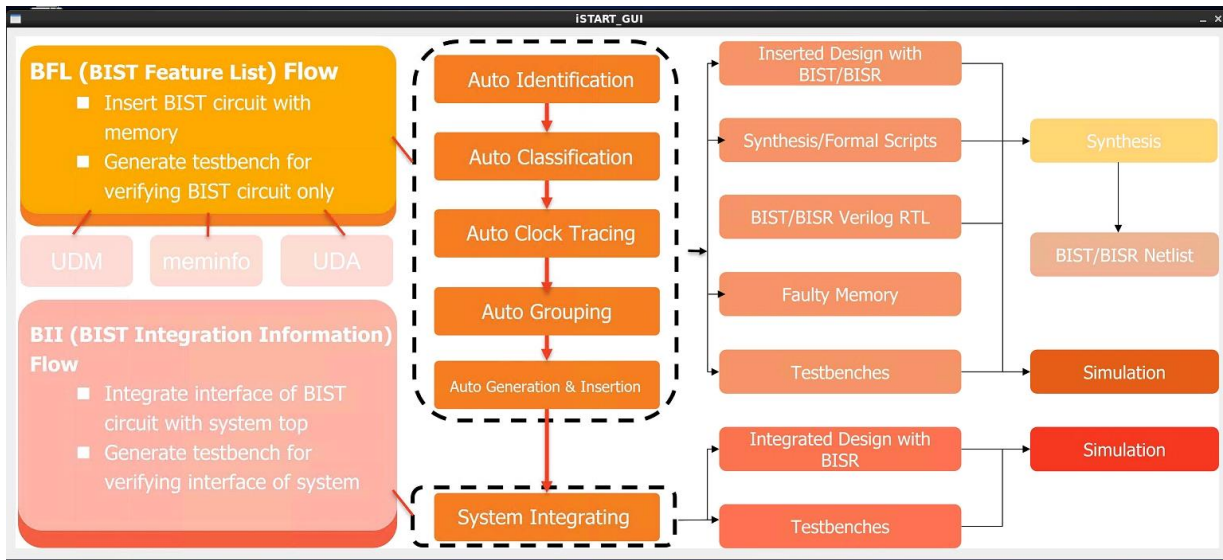 iSTART_GUI
BFL (BIST Feature List) Flow
Insert BIST circuit with
memory
Generate testbench for
verifying BIST circuit only
UDM
meminfo
UDA
BII (BIST Integration Information)
Flow
Integrate interface of BIST
circuit with system top
Generate testbench for
verifying interface of system
Auto Identification
Auto Classification
Auto Clock Tracing
Auto Grouping
Auto Generation & Insertion
System Integrating
Inserted Design with
BIST/BISR
Synthesis/Formal Scripts
BIST/BISR Verilog RTL
Faulty Memory
Testbenches
Integrated Design with
BISR
Testbenches
Synthesis
BIST/BISR Netlist
Simulation
Simulation